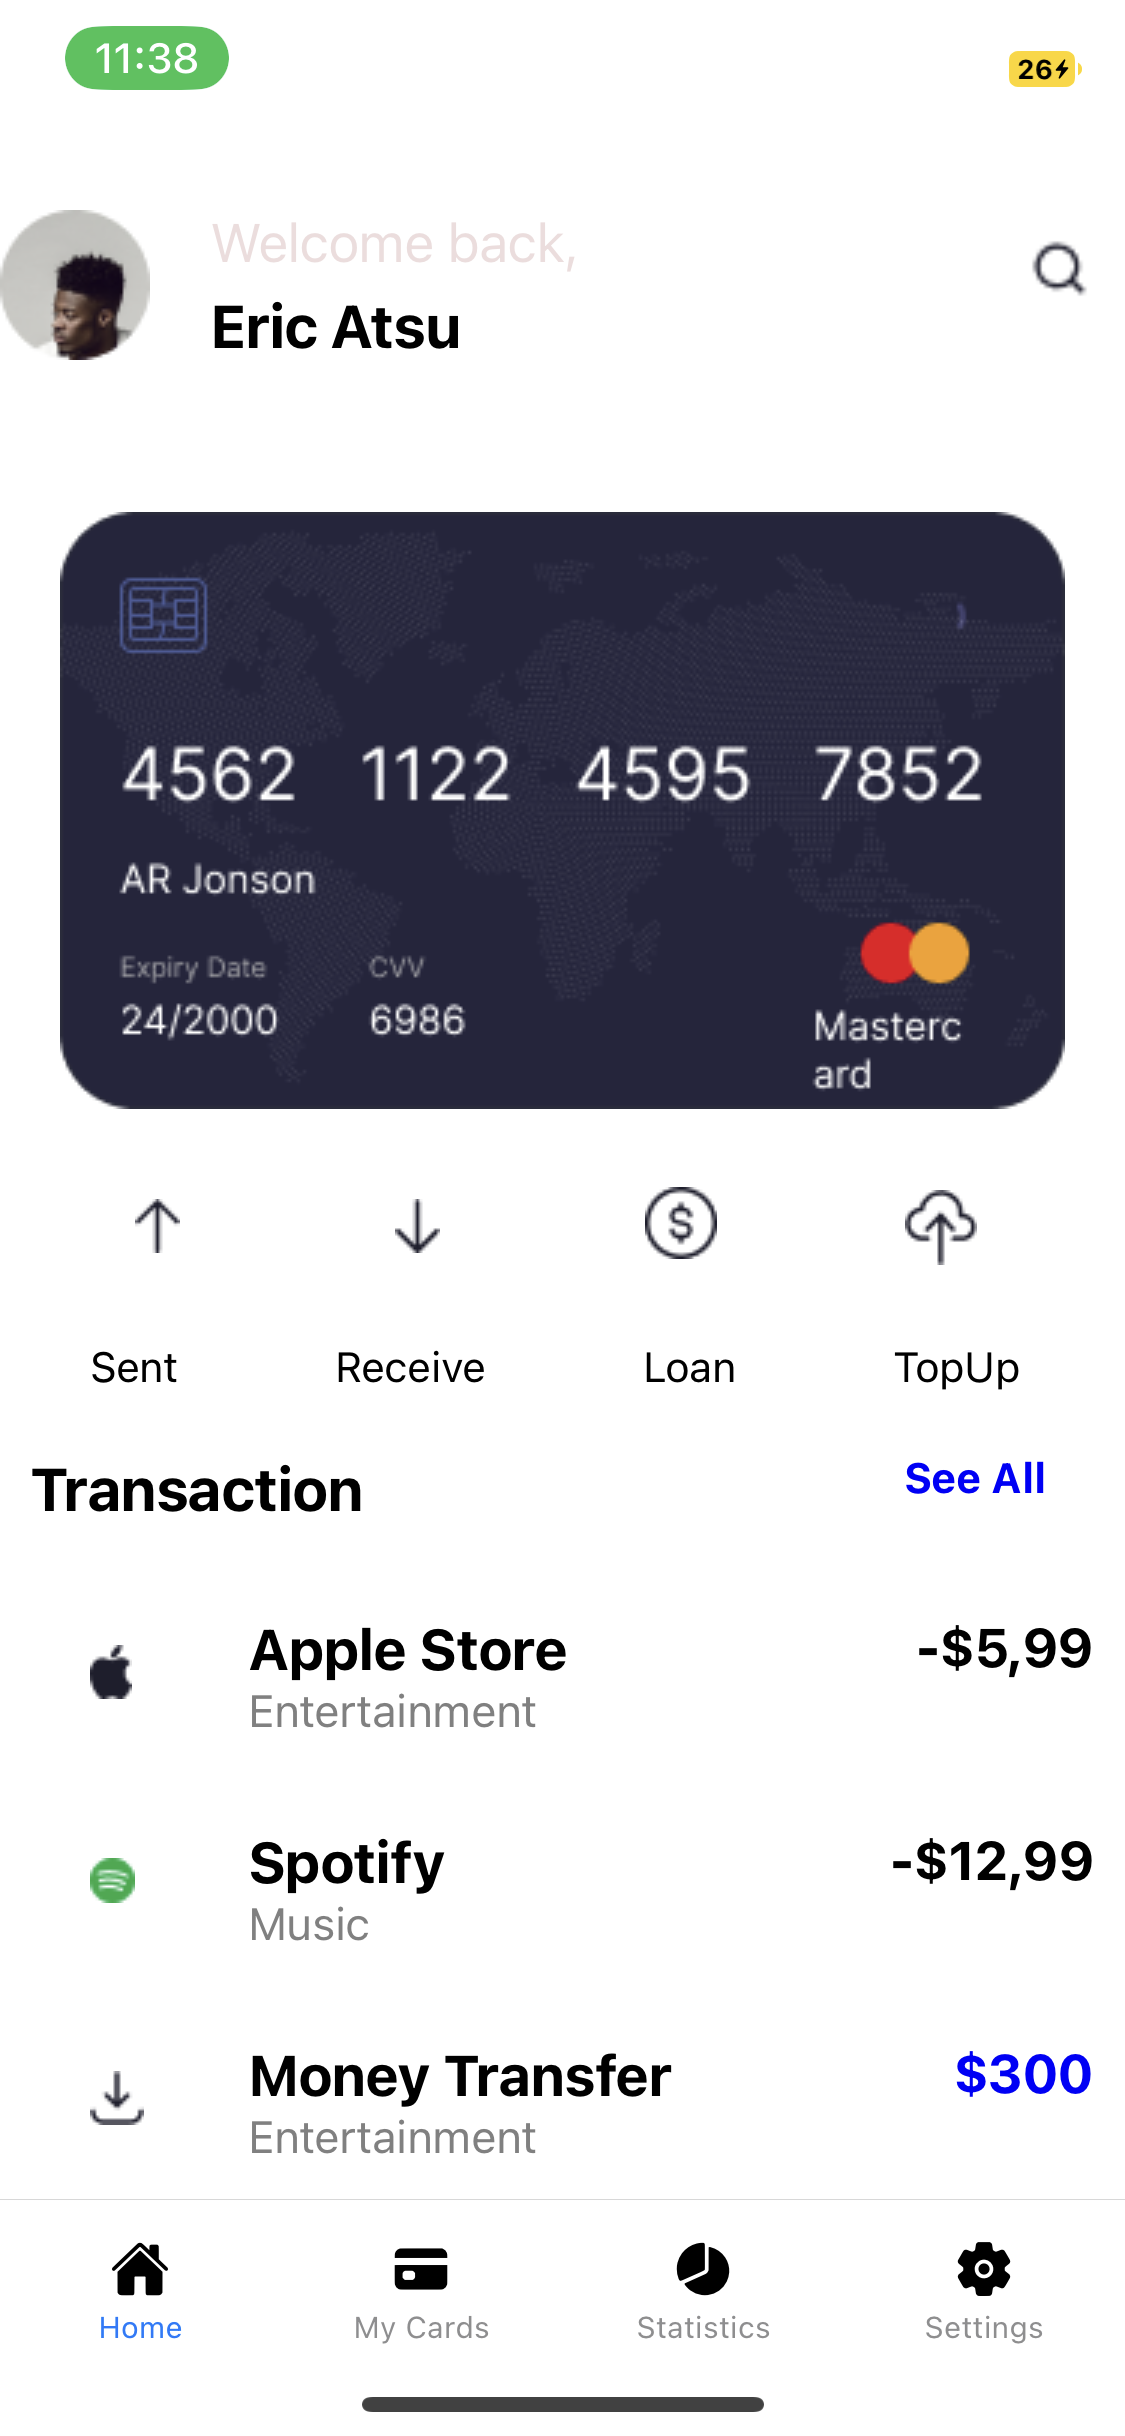 11:38
26
Welcome back,
Eric Atsu
4562 1122 4595 7852
AR Jonson
Expiry Date CVV
24/2000 6986
Masterc
ard
Sent Receive Loan TopUp
Transaction See All
Apple Store -$5,99
Entertainment
Spotify -$12,99
Music
Money Transfer $300
Entertainment
Home My Cards Statistics Settings